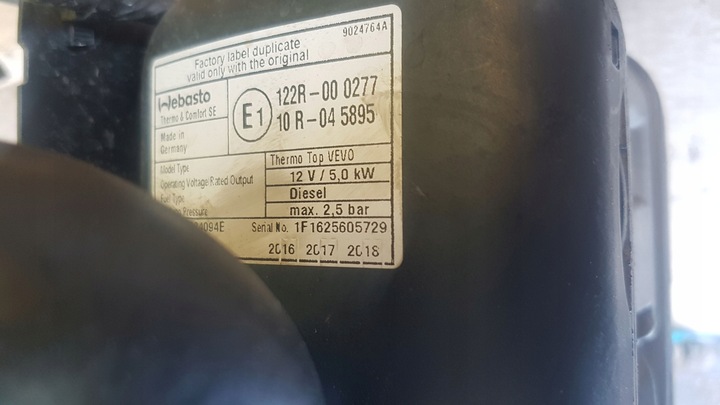 9024764A
Factory label duplicate
valid only with the original
Webasto
Thermo & Comfort SE
E1
122R-00 0277
10 R-04 5895
Made in
Germany
Model Type Thermo Top VEVO
Operating Voltage Rated Output 12 V / 5,0 kW
Fuel Type Diesel
Pressure max. 2,5 bar
4094E Serial No. 1F1625605729
2016 2017 2018